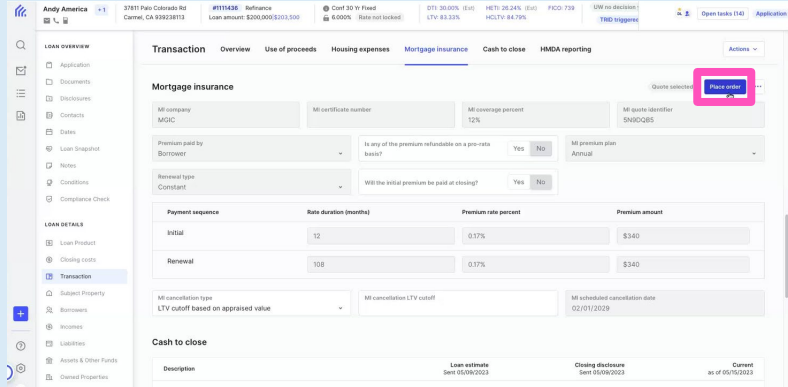 Andy America +1
37811 Palo Colorado Rd
Carmel, CA 939238113
#1111436 Refinance
Loan amount: $200,000|$203,500
Conf 30 Yr Fixed
6.000% Rate not locked
DTI: 30.00% (Est)
LTV: 83.33%
HETI: 26.24% (Est)
HCLTV: 84.79%
FICO: 739
UW no decision
TRID triggered
Open tasks (14)
Application
LOAN OVERVIEW
Application
Documents
Disclosures
Contacts
Dates
Loan Snapshot
Notes
Conditions
Compliance Check
LOAN DETAILS
Loan Product
Closing costs
Transaction
Subject Property
Borrowers
Incomes
Liabilities
Assets & Other Funds
Owned Properties
Transaction
Overview
Use of proceeds
Housing expenses
Mortgage insurance
Cash to close
HMDA reporting
Actions
Mortgage insurance
Quote selected
Place order
MI company
MGIC
MI certificate number
MI coverage percent
12%
MI quote identifier
5N9DQB5
Premium paid by
Borrower
Is any of the premium refundable on a pro-rata
basis?
Yes No
MI premium plan
Annual
Renewal type
Constant
Will the initial premium be paid at closing?
Yes No
Payment sequence Rate duration (months) Premium rate percent Premium amount
Initial 12 0.17% $340
Renewal 108 0.17% $340
MI cancellation type
LTV cutoff based on appraised value
MI cancellation LTV cutoff
MI scheduled cancellation date
02/01/2029
Cash to close
Description
Loan estimate
Sent 05/09/2023
Closing disclosure
Sent 05/09/2023
Current
as of 05/15/2023